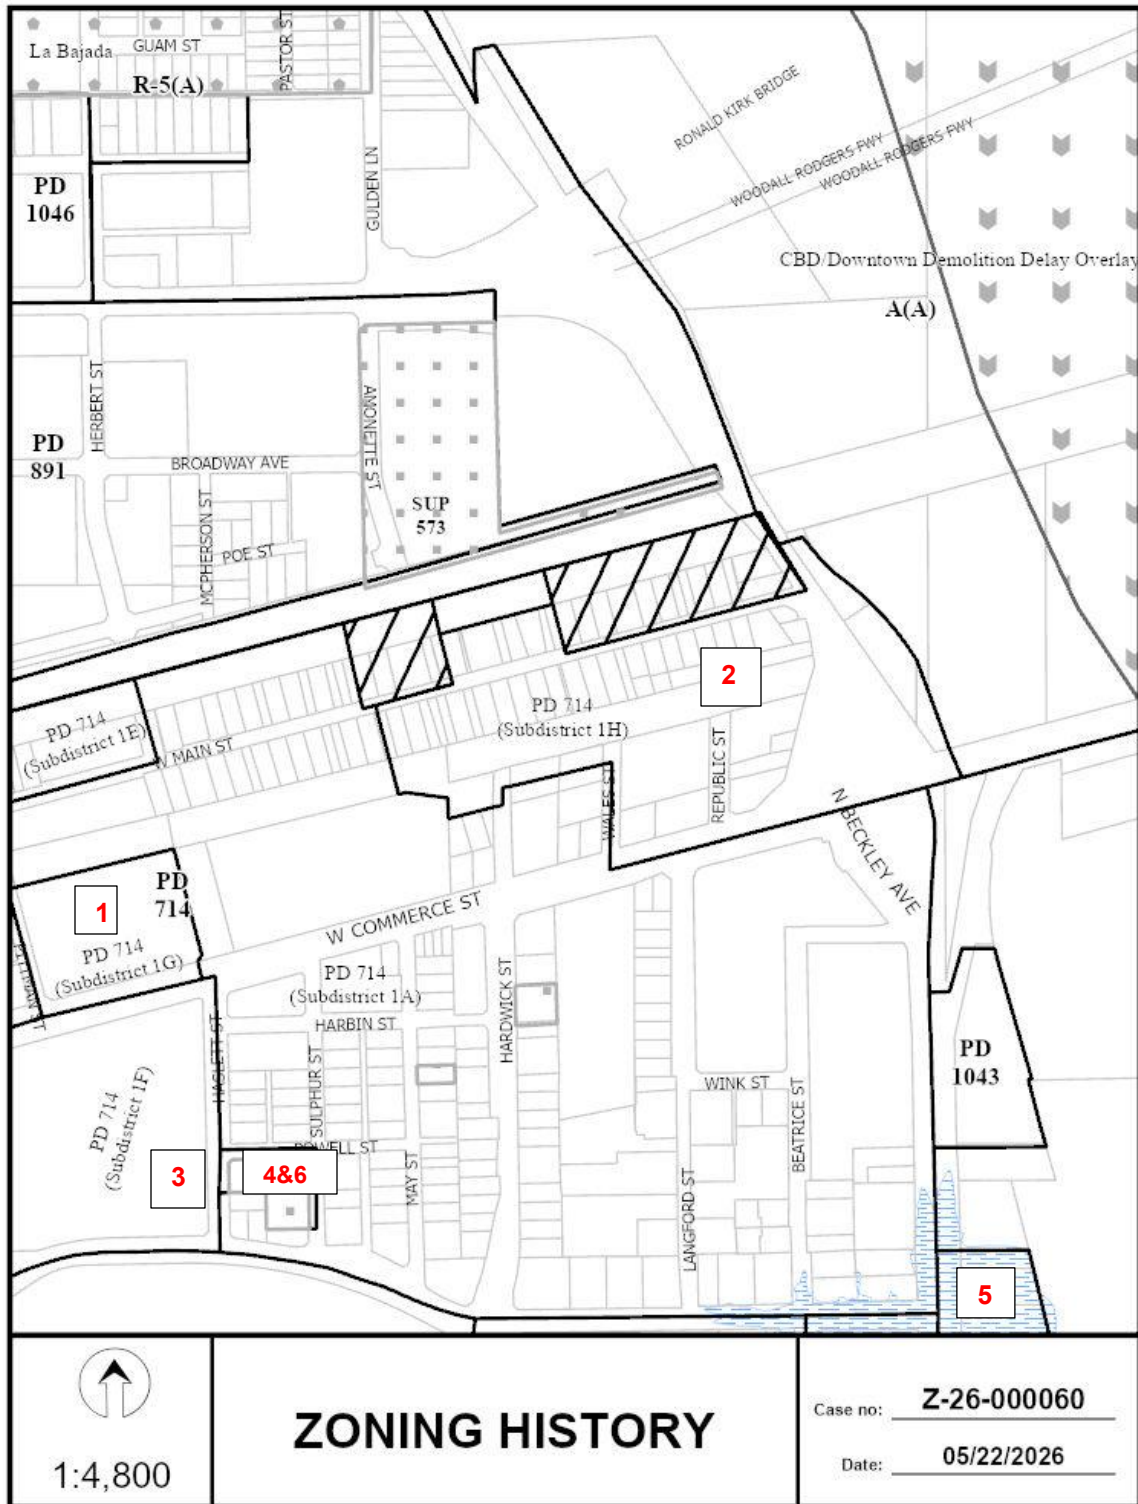 La Bajada
GUAM ST
PASTOR ST
R-5(A)
PD
1046
GULDEN LN
RONALD KIRK BRIDGE
WOODALL RODGERS FWY
WOODALL RODGERS FWY
CBD/Downtown Demolition Delay Overlay
A(A)
HERBERT ST
PD
891
BROADWAY AVE
AMONETTE ST
MCPHERSON ST
POE ST
SUP
573
2
PD 714
(Subdistrict 1H)
PD 714
(Subdistrict 1E)
W MAIN ST
WALES ST
REPUBLIC ST
N BECKLEY AVE
PD
714
1
PD 714
(Subdistrict 1G)
PITTMAN ST
W COMMERCE ST
PD 714
(Subdistrict 1A)
HARBIN ST
HARDWICK ST
HASLETT ST
SULPHUR ST
PD
1043
WINK ST
BEATRICE ST
PD 714
(Subdistrict 1F)
POWELL ST
3
4&6
MAY ST
LANGFORD ST
5
1:4,800
ZONING HISTORY
Case no: Z-26-000060
Date: 05/22/2026